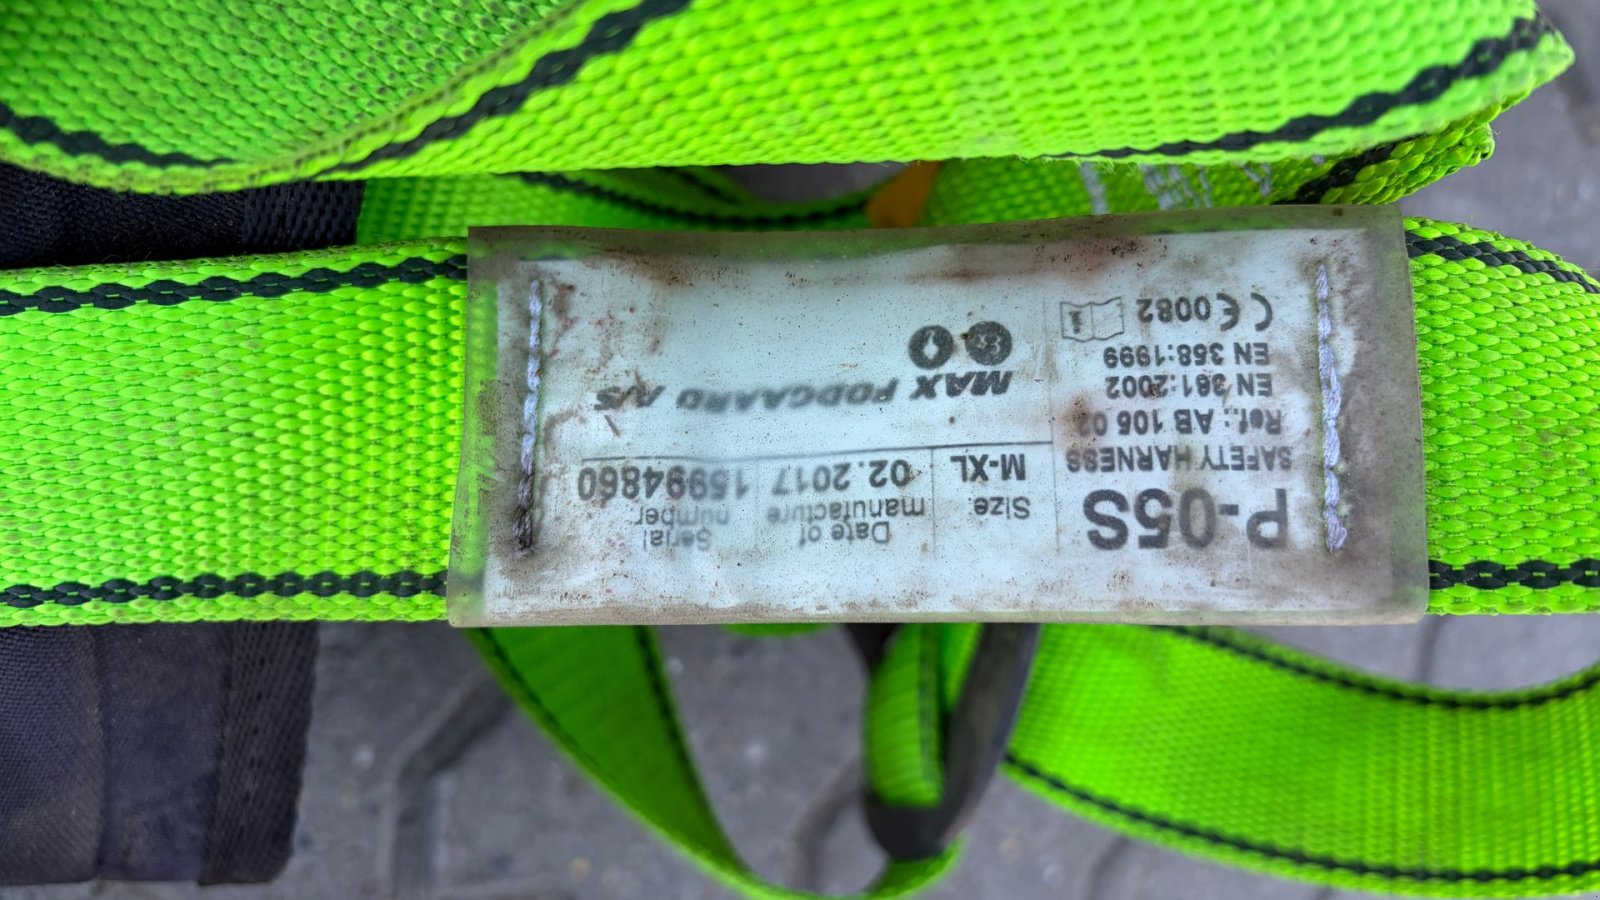 P-05S
SAFETY HARNESS
Ref.: AB 105 02
EN 361:2002
EN 358:1999
CE 0082
Size:
M-XL
Date of
manufacture
02.2017
Serial
number
15994860
MAX PODGAARD A/S